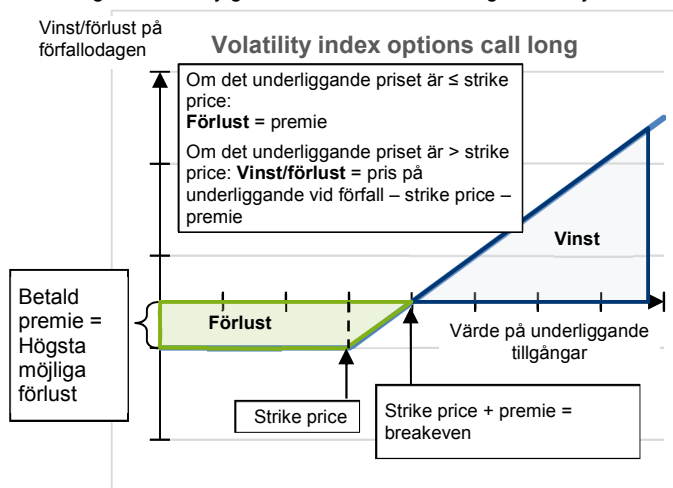 Vinst/förlust på
förfallodagen
Volatility index options call long
Om det underliggande priset är ≤ strike
price:
Förlust = premie
Om det underliggande priset är > strike
price: Vinst/förlust = pris på
underliggande vid förfall – strike price –
premie
Vinst
Betald
premie =
Högsta
möjliga
förlust
Förlust
Värde på underliggande
tillgångar
Strike price
Strike price + premie =
breakeven